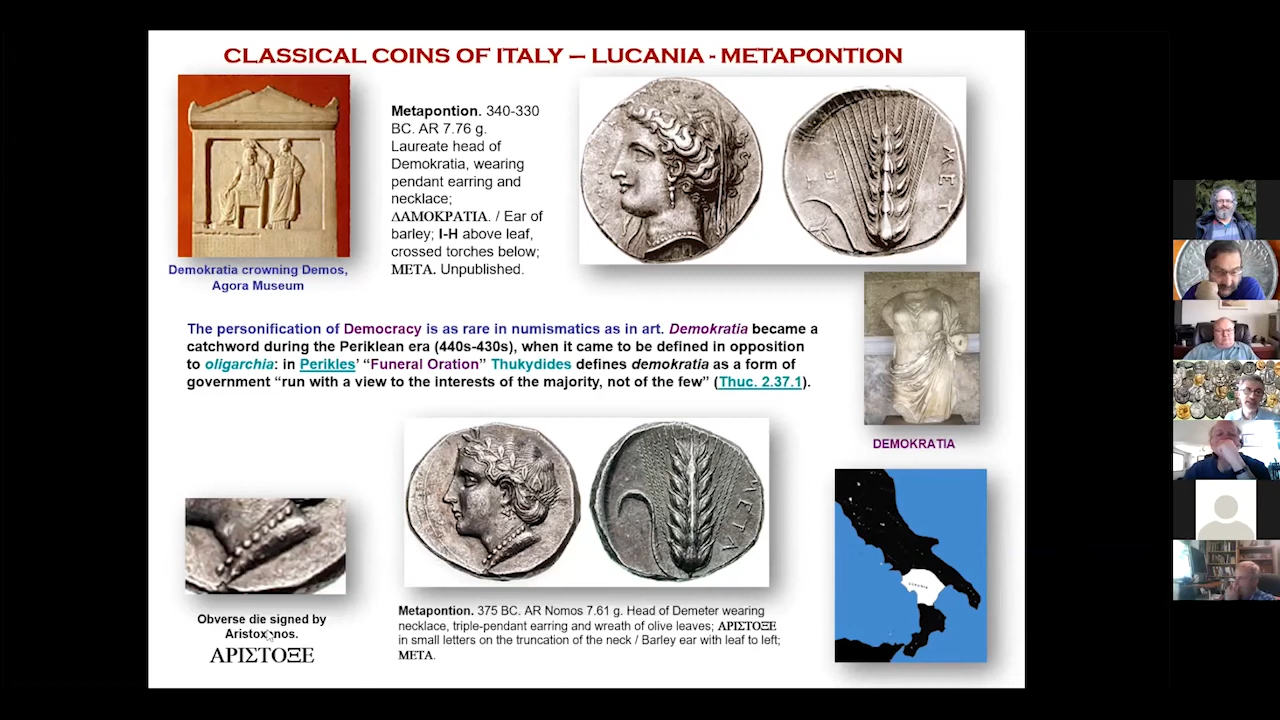 CLASSICAL COINS OF ITALY – LUCANIA - METAPONTION
Metapontion. 340-330
BC. AR 7.76 g.
Laureate head of
Demokratia, wearing
pendant earring and
necklace;
ΔΑΜΟΚΡΑΤΙΑ. / Ear of
barley; I-H above leaf,
crossed torches below;
ΜΕΤΑ. Unpublished.
ΜΕΤ
Demokratia crowning Demos,
Agora Museum
The personification of Democracy is as rare in numismatics as in art. Demokratia became a
catchword during the Periklean era (440s-430s), when it came to be defined in opposition
to oligarchia: in Perikles’ “Funeral Oration” Thukydides defines demokratia as a form of
government “run with a view to the interests of the majority, not of the few” (Thuc. 2.37.1).
DEMOKRATIA
ΜΕΤΑ
Obverse die signed by
Aristoxenos.
ΑΡΙΣΤΟΞΕ
Metapontion. 375 BC. AR Nomos 7.61 g. Head of Demeter wearing
necklace, triple-pendant earring and wreath of olive leaves; ΑΡΙΣΤΟΞΕ
in small letters on the truncation of the neck / Barley ear with leaf to left;
ΜΕΤΑ.